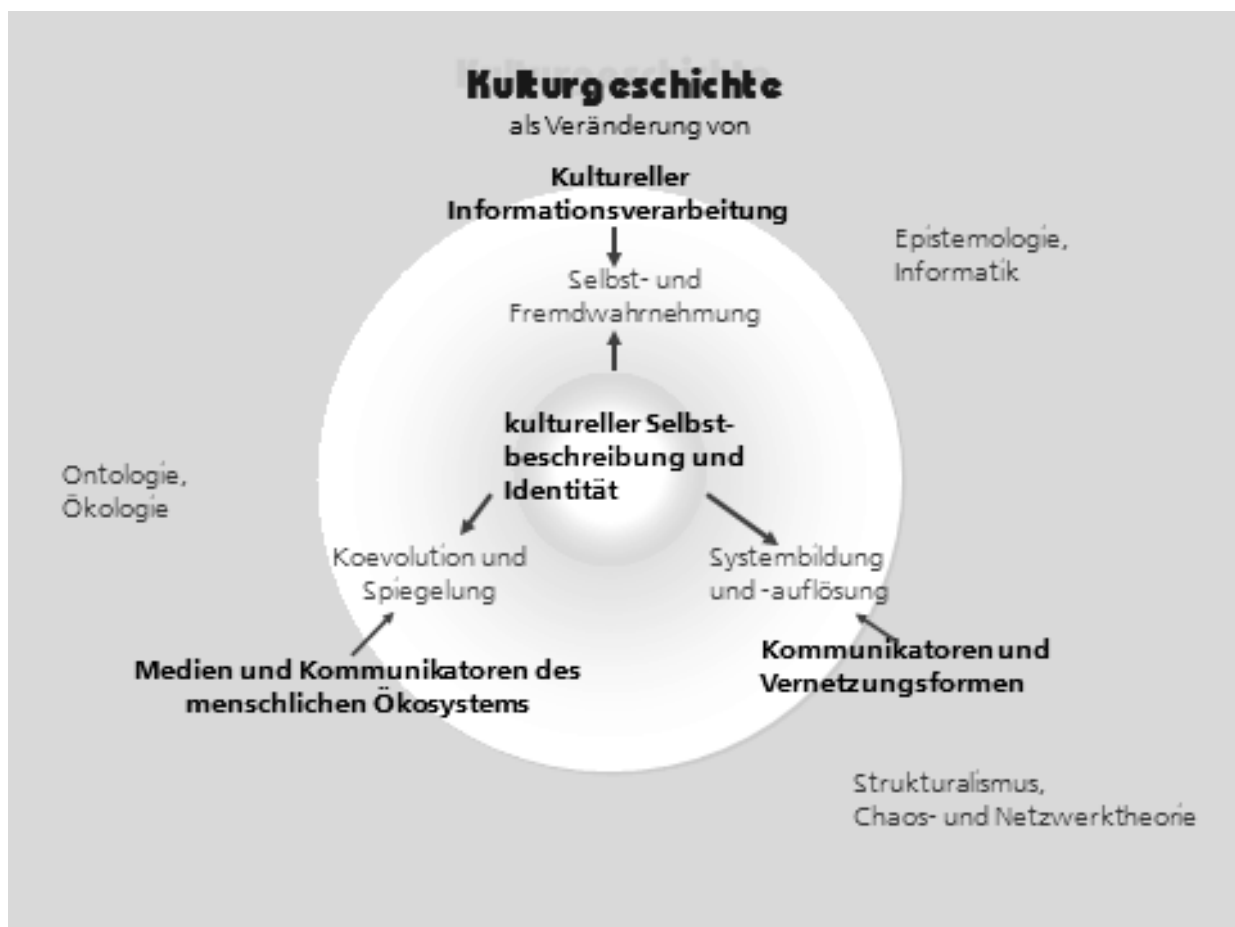 Kulturgeschichte
als Veränderung von
Kultureller
Informationsverarbeitung
Epistemologie,
Informatik
Selbst- und
Fremdwahrnehmung
kultureller Selbst-
beschreibung und
Identität
Ontologie,
Ökologie
Koevolution und
Spiegelung
Systembildung
und -auflösung
Medien und Kommunikatoren des
menschlichen Ökosystems
Kommunikatoren und
Vernetzungsformen
Strukturalismus,
Chaos- und Netzwerktheorie